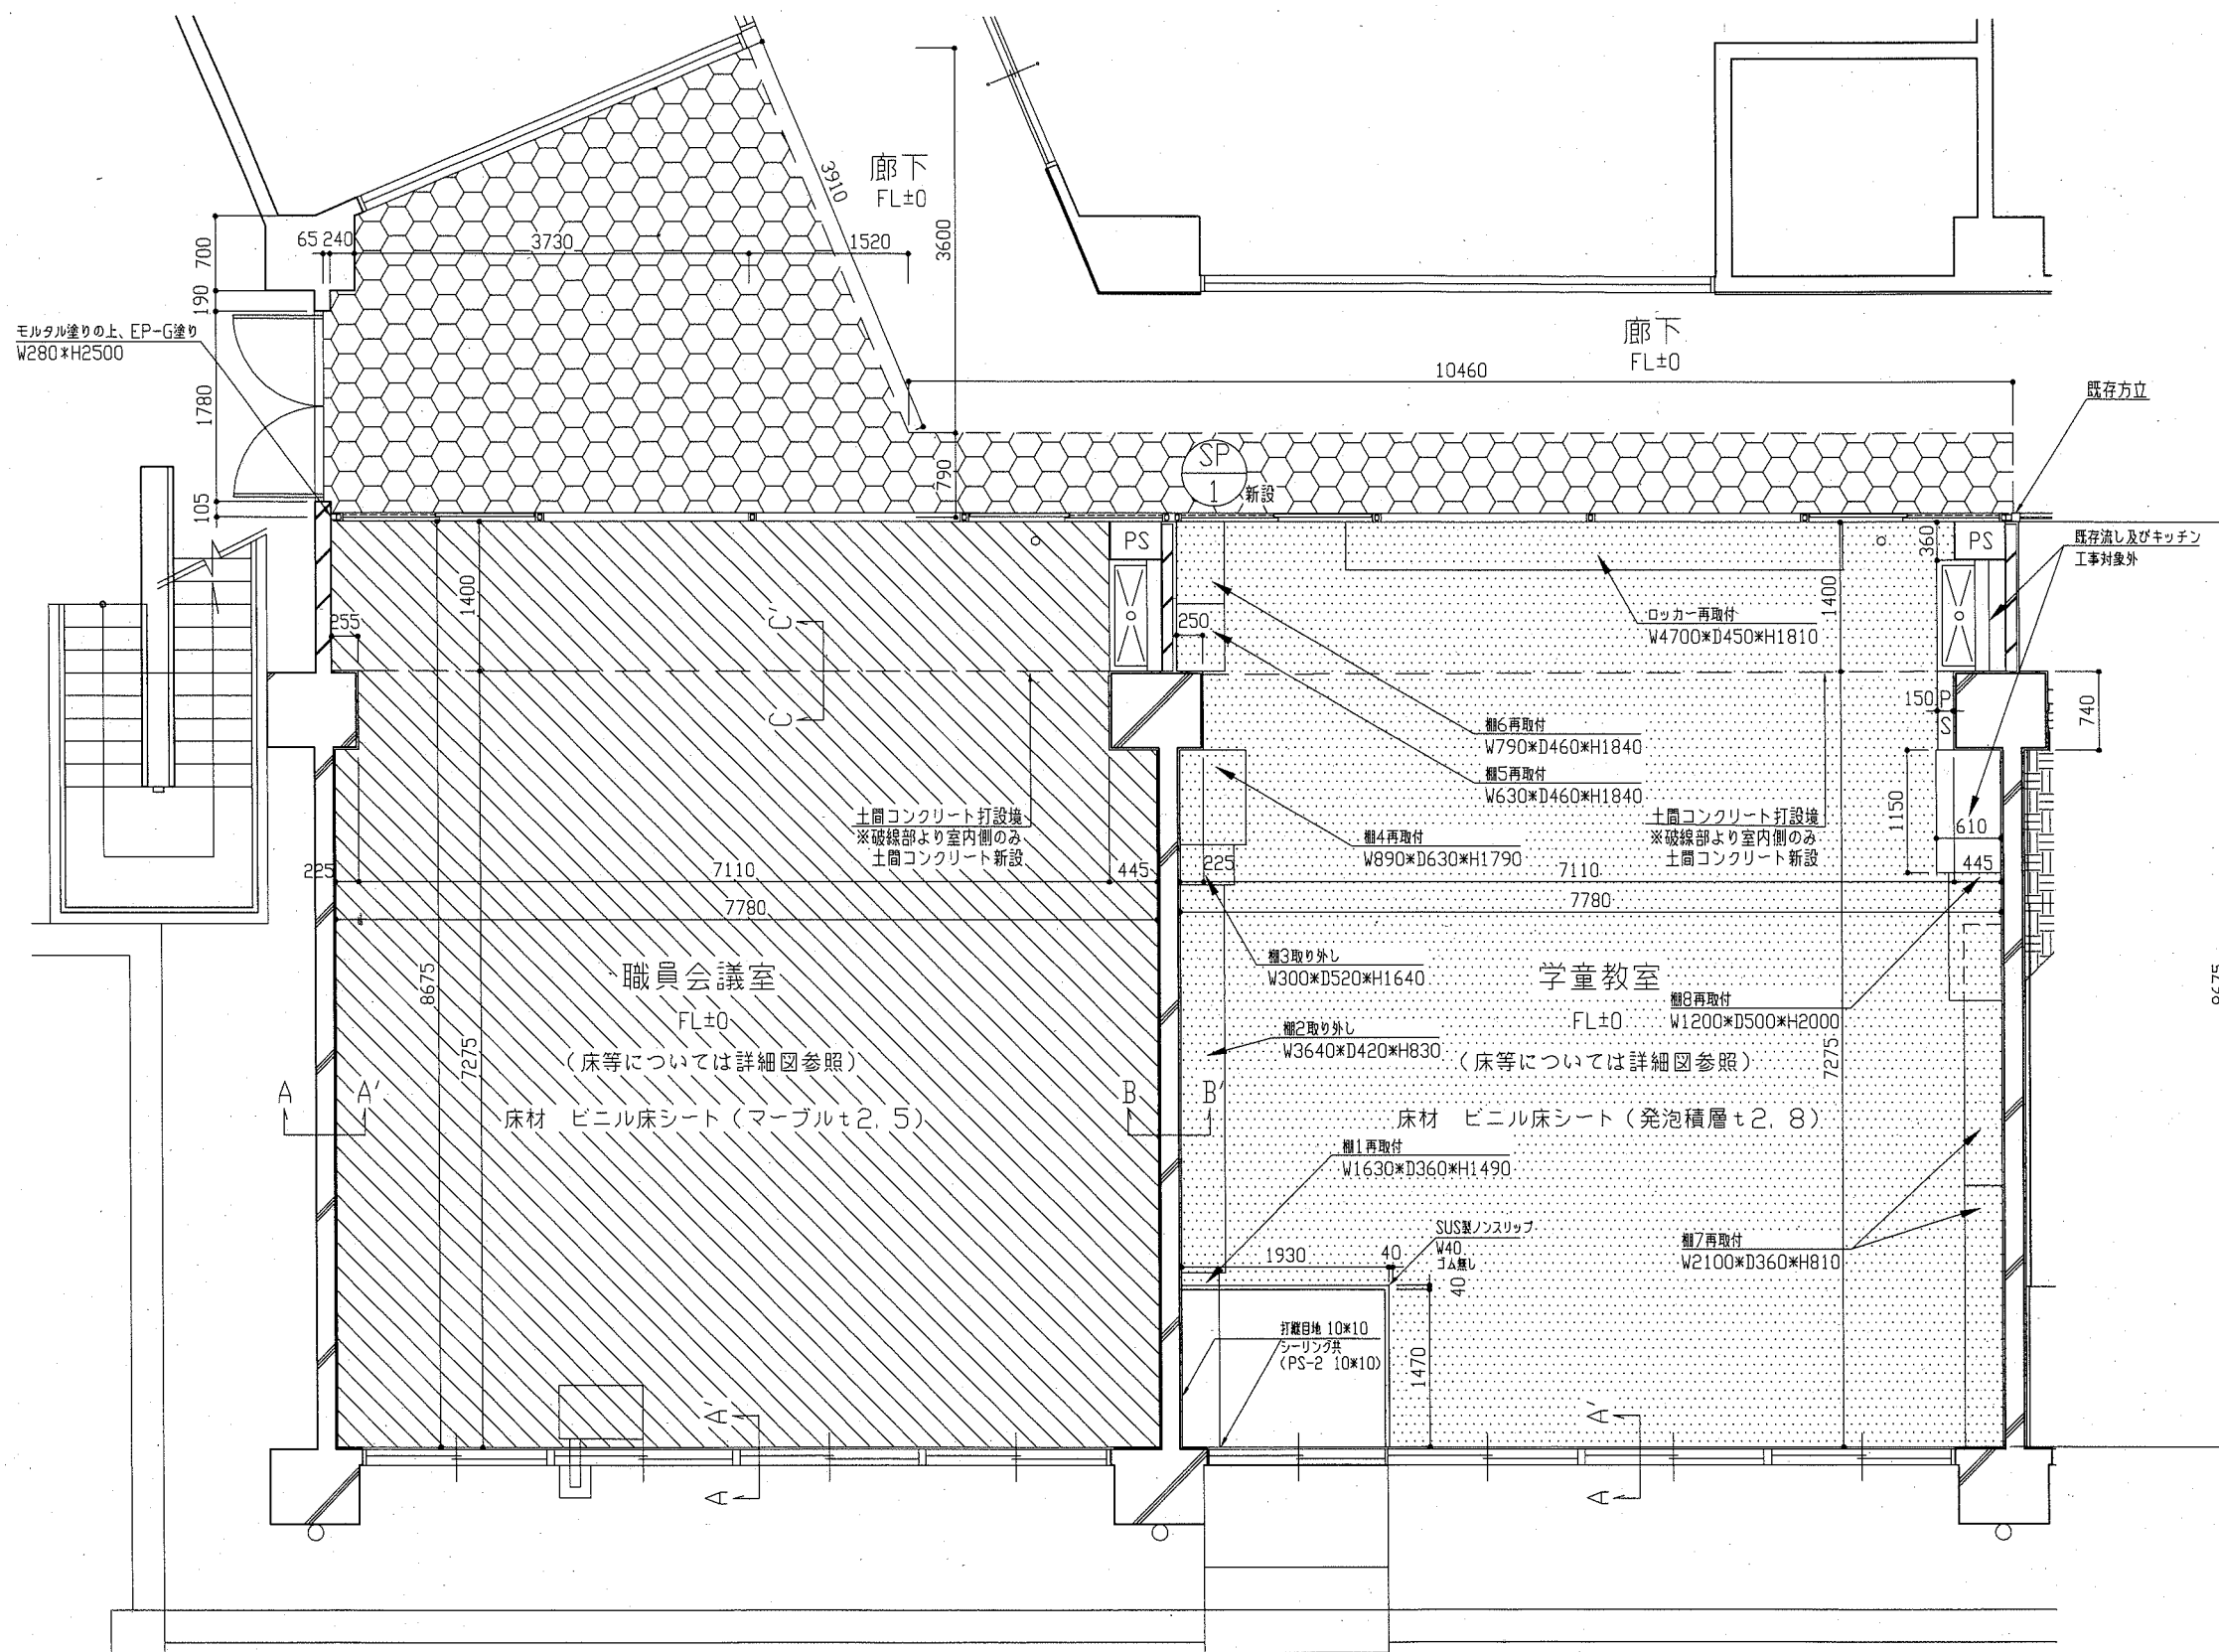 廊下
FL±0
3910
3600
65 240
3730
1520
700
190
モルタル塗りの上、EP-G塗り
W280*H2500
1780
105
廊下
FL±0
10460
既存方立
790
SP
1
新設
PS
360
PS
既存流し及びキッチン
工事対象外
1400
255
C'
C
250
1400
ロッカー再取付
W4700*D450*H1810
150
P
S
740
棚6再取付
W790*D460*H1840
棚5再取付
W630*D460*H1840
土間コンクリート打設境
※破線部より室内側のみ
土間コンクリート新設
棚4再取付
W890*D630*H1790
土間コンクリート打設境
※破線部より室内側のみ
土間コンクリート新設
1150
610
225
7110
445
225
7110
445
7780
7780
棚3取り外し
W300*D520*H1640
職員会議室
FL±0
(床等については詳細図参照)
床材 ビニル床シート(マーブルt2.5)
8675
7275
棚2取り外し
W3640*D420*H830
学童教室
FL±0
(床等については詳細図参照)
床材 ビニル床シート(発泡積層t2.8)
棚8再取付
W1200*D500*H2000
7275
8675
A
A'
B
B'
棚1再取付
W1630*D360*H1490
1930
40
SUS製ノンスリップ
W40
ゴム無し
40
棚7再取付
W2100*D360*H810
打継目地 10*10
シーリング共
(PS-2 10*10)
1470
A'
A
A'
A